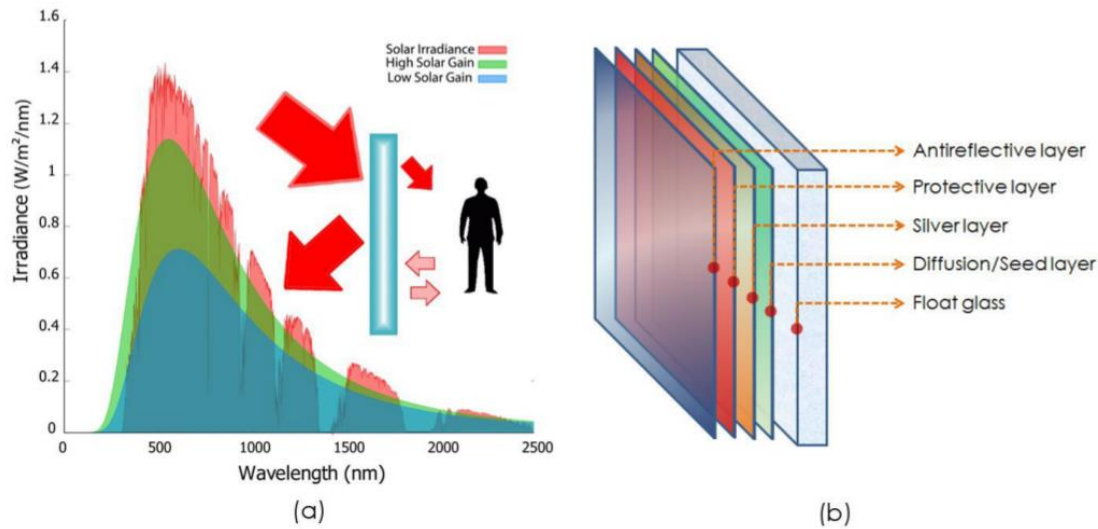 1.6
1.4
1.2
1
0.8
0.6
0.4
0.2
0
Irradiance (W/m²/nm)
Solar Irradiance
High Solar Gain
Low Solar Gain
0 500 1000 1500 2000 2500
Wavelength (nm)
(a)
Antireflective layer
Protective layer
Silver layer
Diffusion/Seed layer
Float glass
(b)